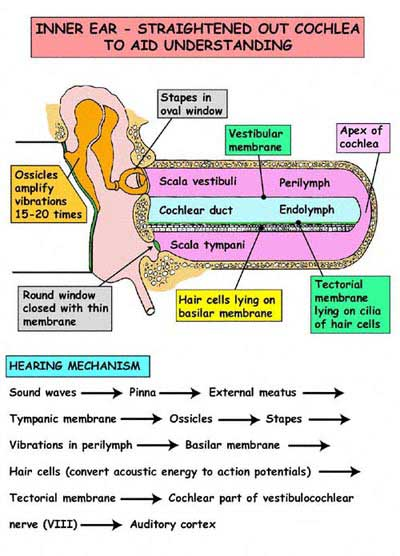 INNER EAR - STRAIGHTENED OUT COCHLEA
TO AID UNDERSTANDING
Stapes in
oval window
Vestibular
membrane
Apex of
cochlea
Ossicles
amplify
vibrations
15-20 times
Scala vestibuli
Perilymph
Cochlear duct
Endolymph
Scala tympani
Round window
closed with thin
membrane
Hair cells lying on
basilar membrane
Tectorial
membrane
lying on cilia
of hair cells
HEARING MECHANISM
Sound waves → Pinna → External meatus →
Tympanic membrane → Ossicles → Stapes →
Vibrations in perilymph → Basilar membrane →
Hair cells (convert acoustic energy to action potentials) →
Tectorial membrane → Cochlear part of vestibulocochlear
nerve (VIII) → Auditory cortex